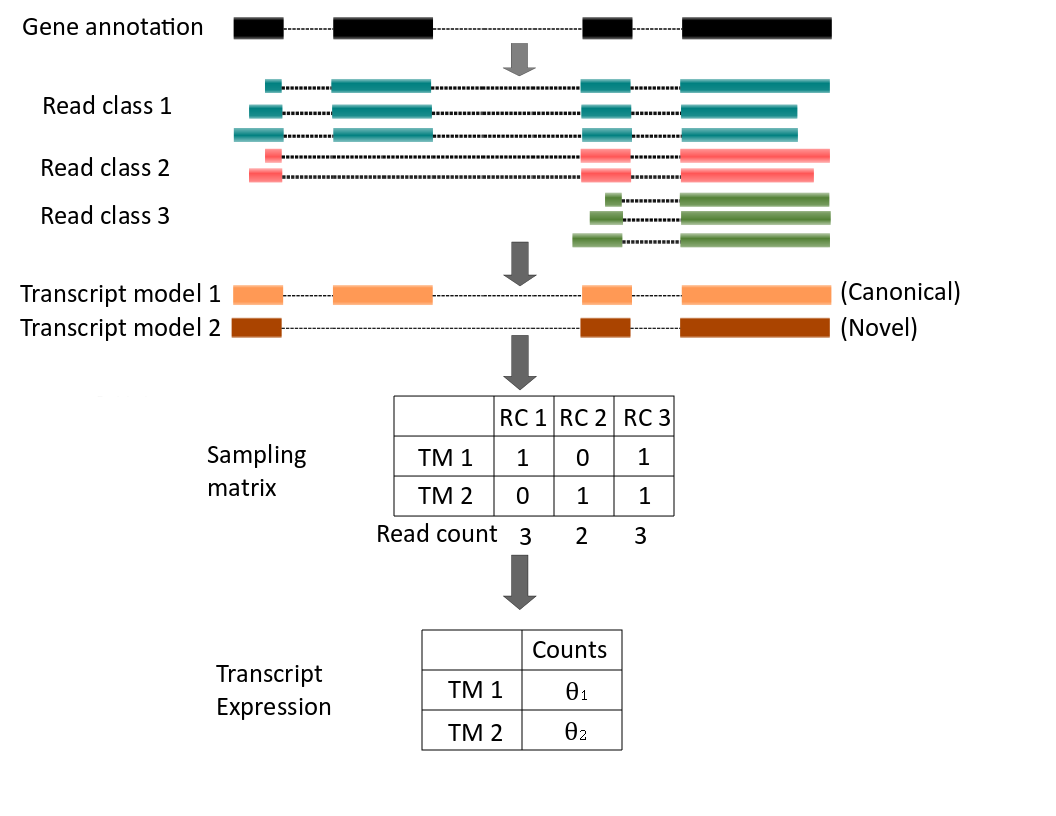 Gene annotation
Read class 1
Read class 2
Read class 3
Transcript model 1 (Canonical)
Transcript model 2 (Novel)
RC 1 RC 2 RC 3
Sampling matrix
TM 1 1 0 1
TM 2 0 1 1
Read count 3 2 3
Counts
Transcript Expression
TM 1 θ1
TM 2 θ2